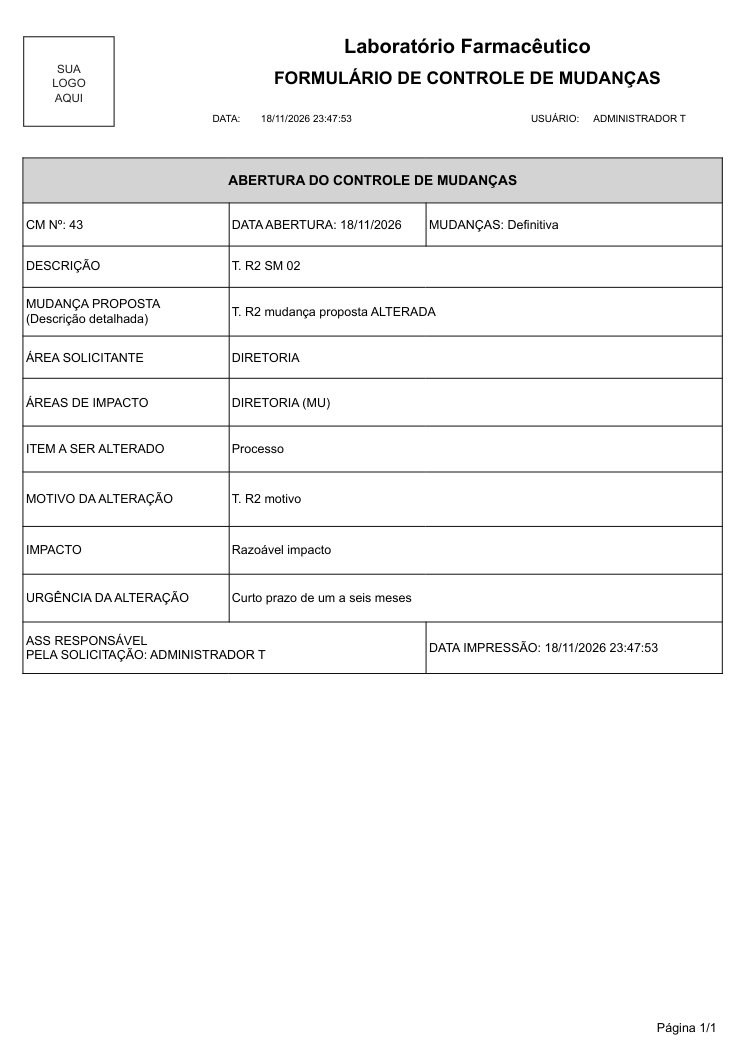 SUA
LOGO
AQUI
Laboratório Farmacêutico
FORMULÁRIO DE CONTROLE DE MUDANÇAS
DATA: 18/11/2026 23:47:53 USUÁRIO: ADMINISTRADOR T
ABERTURA DO CONTROLE DE MUDANÇAS
CM Nº: 43 DATA ABERTURA: 18/11/2026 MUDANÇAS: Definitiva
DESCRIÇÃO T. R2 SM 02
MUDANÇA PROPOSTA
(Descrição detalhada) T. R2 mudança proposta ALTERADA
ÁREA SOLICITANTE DIRETORIA
ÁREAS DE IMPACTO DIRETORIA (MU)
ITEM A SER ALTERADO Processo
MOTIVO DA ALTERAÇÃO T. R2 motivo
IMPACTO Razoável impacto
URGÊNCIA DA ALTERAÇÃO Curto prazo de um a seis meses
ASS RESPONSÁVEL
PELA SOLICITAÇÃO: ADMINISTRADOR T DATA IMPRESSÃO: 18/11/2026 23:47:53
Página 1/1